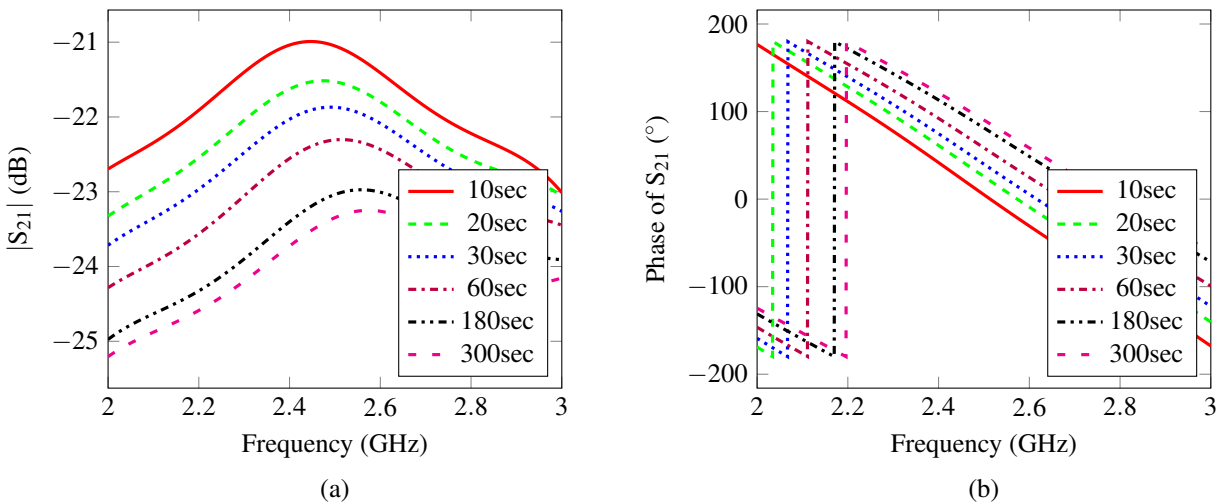 −21
−22
−23
−24
−25
|S21| (dB)
2
2.2
2.4
2.6
2.8
3
Frequency (GHz)
10sec
20sec
30sec
60sec
180sec
300sec
(a)
200
100
0
−100
−200
Phase of S21 (°)
2
2.2
2.4
2.6
2.8
3
Frequency (GHz)
10sec
20sec
30sec
60sec
180sec
300sec
(b)